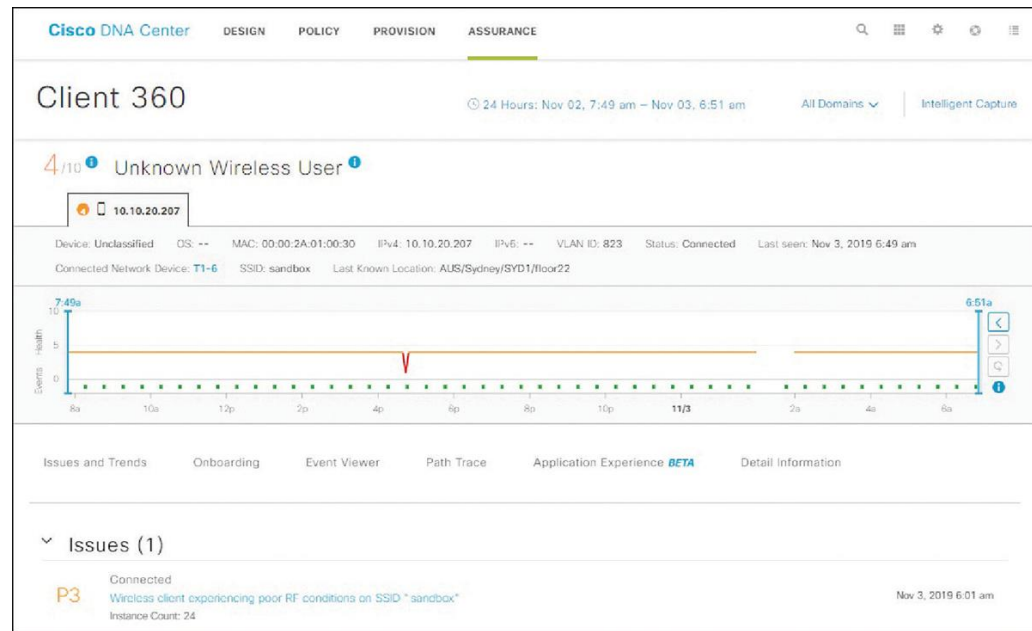 Cisco DNA Center DESIGN POLICY PROVISION ASSURANCE
Client 360
24 Hours: Nov 02, 7:49 am – Nov 03, 6:51 am All Domains Intelligent Capture
4/10 Unknown Wireless User
4 10.10.20.207
Device: Unclassified OS: -- MAC: 00:00:2A:01:00:30 IPv4: 10.10.20.207 IPv6: -- VLAN ID: 823 Status: Connected Last seen: Nov 3, 2019 6:49 am
Connected Network Device: T1-6 SSID: sandbox Last Known Location: AUS/Sydney/SYD1/floor22
7:49a 6:51a
10
Health
5
0
Events
8a 10a 12p 2p 4p 6p 8p 10p 11/3 2a 4a 6a
Issues and Trends Onboarding Event Viewer Path Trace Application Experience BETA Detail Information
Issues (1)
P3
Connected
Wireless client experiencing poor RF conditions on SSID " sandbox"
Instance Count: 24
Nov 3, 2019 6:01 am